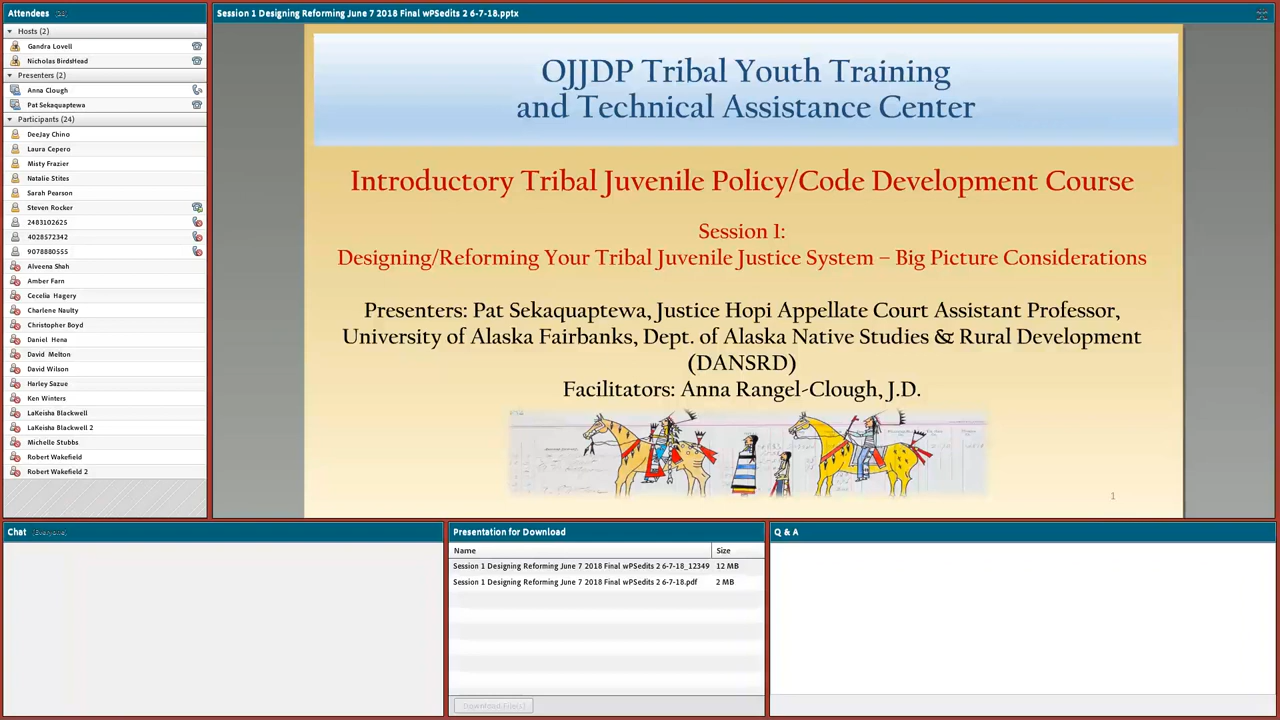 Attendees
Hosts (2)
Gandra Lovell
Nicholas BirdsHead
Presenters (2)
Anna Clough
Pat Sekaquaptewa
Participants (24)
DeeJay Chino
Laura Cepero
Misty Frazier
Natalie Stites
Sarah Pearson
Steven Rocker
2483102625
4028572342
9078880555
Alveena Shah
Amber Farn
Cecelia Hagery
Charlene Naulty
Christopher Boyd
Daniel Hena
David Melton
David Wilson
Harley Sazue
Ken Winters
LaKeisha Blackwell
LaKeisha Blackwell 2
Michelle Stubbs
Robert Wakefield
Robert Wakefield 2
Session 1 Designing Reforming June 7 2018 Final wPSedits 2 6-7-18.pptx
OJJDP Tribal Youth Training
and Technical Assistance Center
Introductory Tribal Juvenile Policy/Code Development Course
Session 1:
Designing/Reforming Your Tribal Juvenile Justice System – Big Picture Considerations
Presenters: Pat Sekaquaptewa, Justice Hopi Appellate Court Assistant Professor,
University of Alaska Fairbanks, Dept. of Alaska Native Studies & Rural Development
(DANSRD)
Facilitators: Anna Rangel-Clough, J.D.
1
Chat (Everyone)
Presentation for Download
Name Size
Session 1 Designing Reforming June 7 2018 Final wPSedits 2 6-7-18_12349 12 MB
Session 1 Designing Reforming June 7 2018 Final wPSedits 2 6-7-18.pdf 2 MB
Download File(s)
Q & A